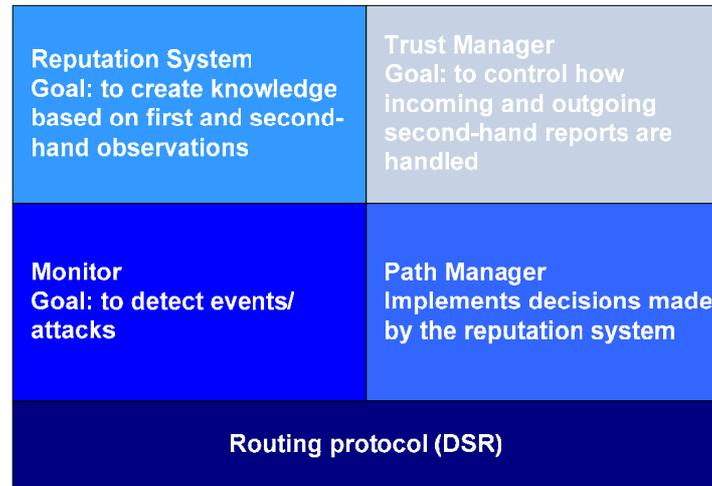 Reputation System
Goal: to create knowledge
based on first and second-
hand observations
Trust Manager
Goal: to control how
incoming and outgoing
second-hand reports are
handled
Monitor
Goal: to detect events/
attacks
Path Manager
Implements decisions made
by the reputation system
Routing protocol (DSR)